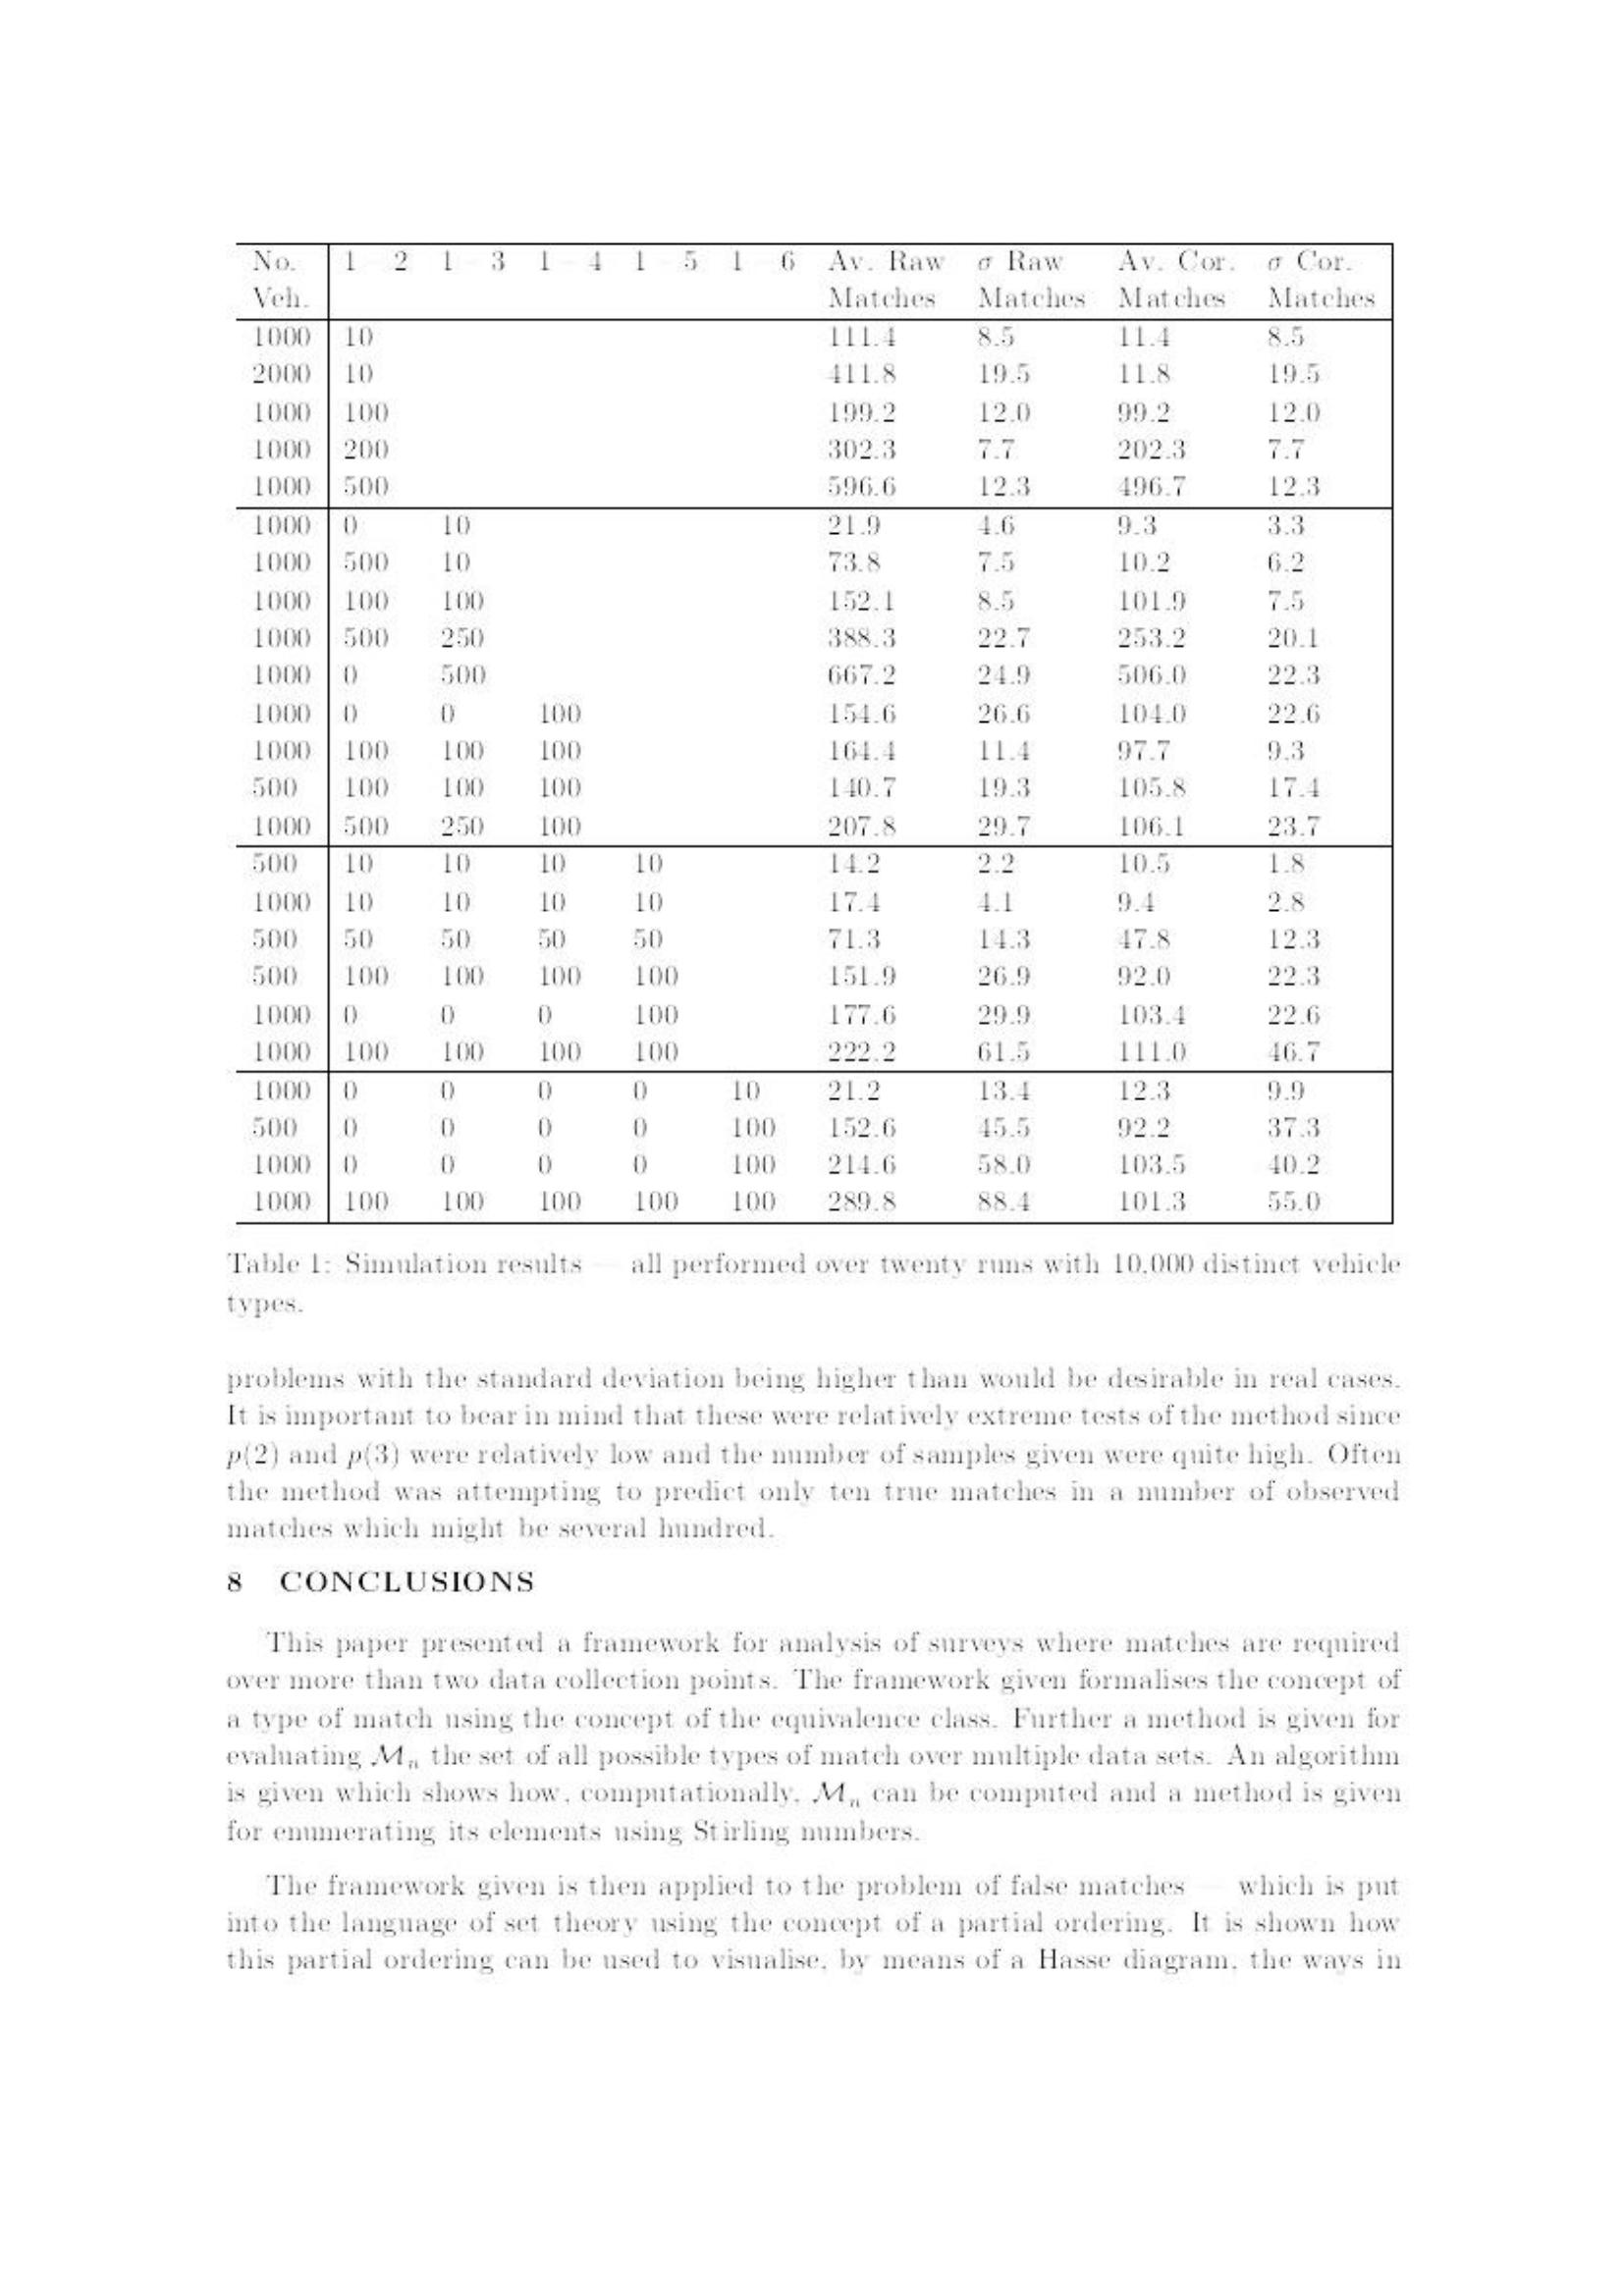 No. 1 2 1 3 1 4 1 5 1 6 Av. Raw σ Raw Av. Cor. σ Cor.
Veh. Matches Matches Matches Matches
1000 10 111.4 8.5 11.4 8.5
2000 10 411.8 19.5 11.8 19.5
1000 100 199.2 12.0 99.2 12.0
1000 200 302.3 7.7 202.3 7.7
1000 500 596.6 12.3 496.7 12.3
1000 0 10 21.9 4.6 9.3 3.3
1000 500 10 73.8 7.5 10.2 6.2
1000 100 100 152.1 8.5 101.9 7.5
1000 500 250 388.3 22.7 253.2 20.1
1000 0 500 667.2 24.9 506.0 22.3
1000 0 0 100 154.6 26.6 104.0 22.6
1000 100 100 100 164.4 11.4 97.7 9.3
500 100 100 100 140.7 19.3 105.8 17.4
1000 500 250 100 207.8 29.7 106.1 23.7
500 10 10 10 10 14.2 2.2 10.5 1.8
1000 10 10 10 10 17.4 4.1 9.4 2.8
500 50 50 50 50 71.3 14.3 47.8 12.3
500 100 100 100 100 151.9 26.9 92.0 22.3
1000 0 0 0 100 177.6 29.9 103.4 22.6
1000 100 100 100 100 222.2 61.5 111.0 46.7
1000 0 0 0 0 10 21.2 13.4 12.3 9.9
500 0 0 0 0 100 152.6 45.5 92.2 37.3
1000 0 0 0 0 100 214.6 58.0 103.5 40.2
1000 100 100 100 100 100 289.8 88.4 101.3 55.0
Table 1: Simulation results — all performed over twenty runs with 10,000 distinct vehicle
types.
problems with the standard deviation being higher than would be desirable in real cases.
It is important to bear in mind that these were relatively extreme tests of the method since
p(2) and p(3) were relatively low and the number of samples given were quite high. Often
the method was attempting to predict only ten true matches in a number of observed
matches which might be several hundred.
8 CONCLUSIONS
This paper presented a framework for analysis of surveys where matches are required
over more than two data collection points. The framework given formalises the concept of
a type of match using the concept of the equivalence class. Further a method is given for
evaluating ℳₙ the set of all possible types of match over multiple data sets. An algorithm
is given which shows how, computationally, ℳₙ can be computed and a method is given
for enumerating its elements using Stirling numbers.
The framework given is then applied to the problem of false matches — which is put
into the language of set theory using the concept of a partial ordering. It is shown how
this partial ordering can be used to visualise, by means of a Hasse diagram, the ways in